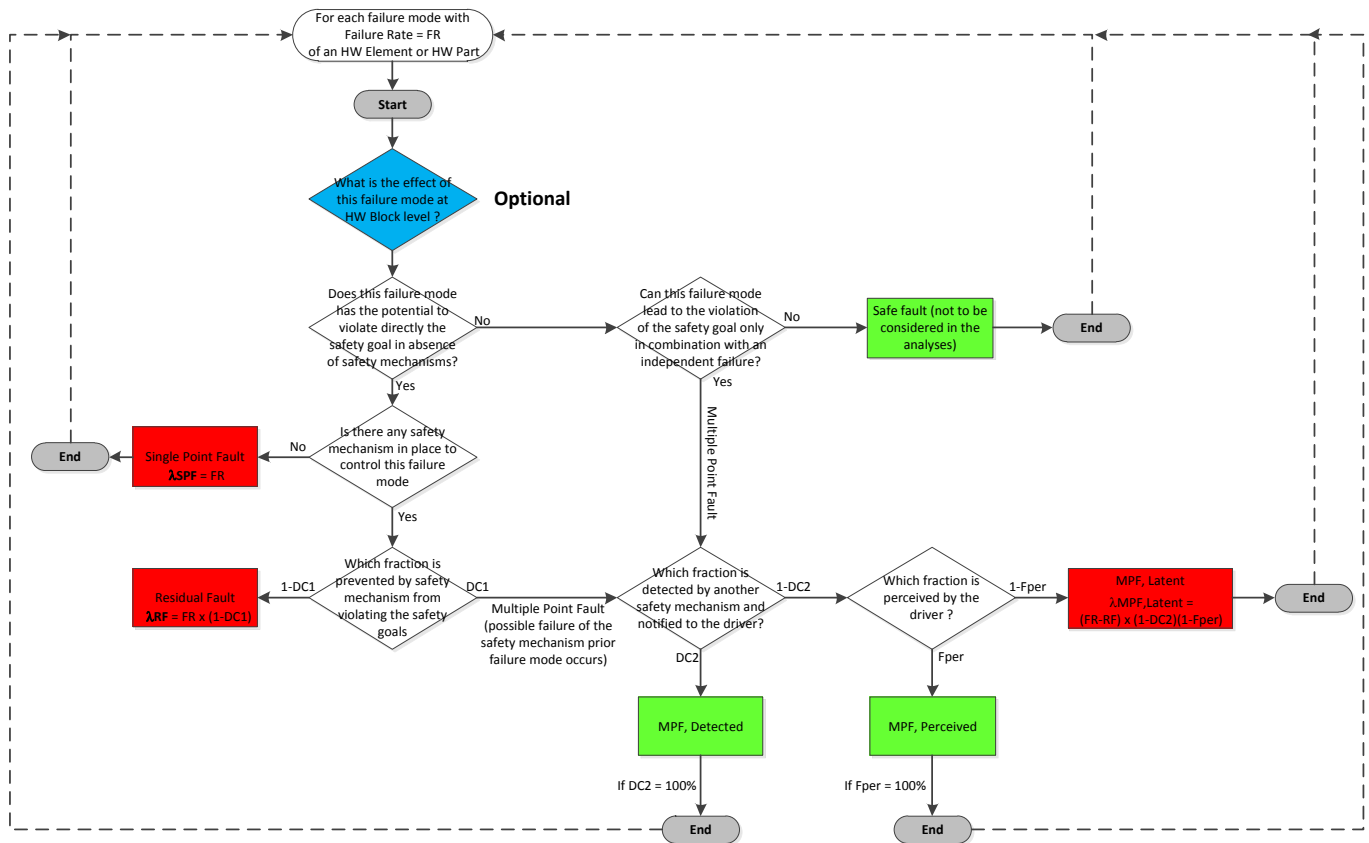 For each failure mode with
Failure Rate = FR
of an HW Element or HW Part
Start
What is the effect of
this failure mode at
HW Block level ?
Optional
Does this failure mode
has the potential to
violate directly the
safety goal in absence
of safety mechanisms?
No
Can this failure mode
lead to the violation
of the safety goal only
in combination with an
independent failure?
No
Safe fault (not to be
considered in the
analyses)
End
Yes
Yes
Is there any safety
mechanism in place to
control this failure
mode
No
Single Point Fault
λSPF = FR
End
Multiple Point Fault
Yes
Which fraction is
prevented by safety
mechanism from
violating the safety
goals
1-DC1
Residual Fault
λRF = FR x (1-DC1)
DC1
Multiple Point Fault
(possible failure of the
safety mechanism prior
failure mode occurs)
Which fraction is
detected by another
safety mechanism and
notified to the driver?
1-DC2
Which fraction is
perceived by the
driver ?
1-Fper
MPF, Latent
λMPF,Latent =
(FR-RF) x (1-DC2)(1-Fper)
End
DC2
Fper
MPF, Detected
MPF, Perceived
If DC2 = 100%
If Fper = 100%
End
End